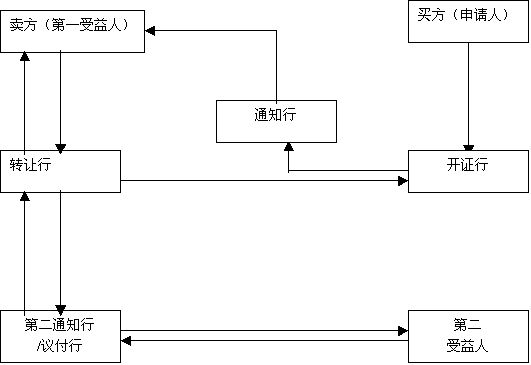 卖方（第一受益人）
买方（申请人）
通知行
转让行
开证行
第二通知行
/议付行
第二
受益人